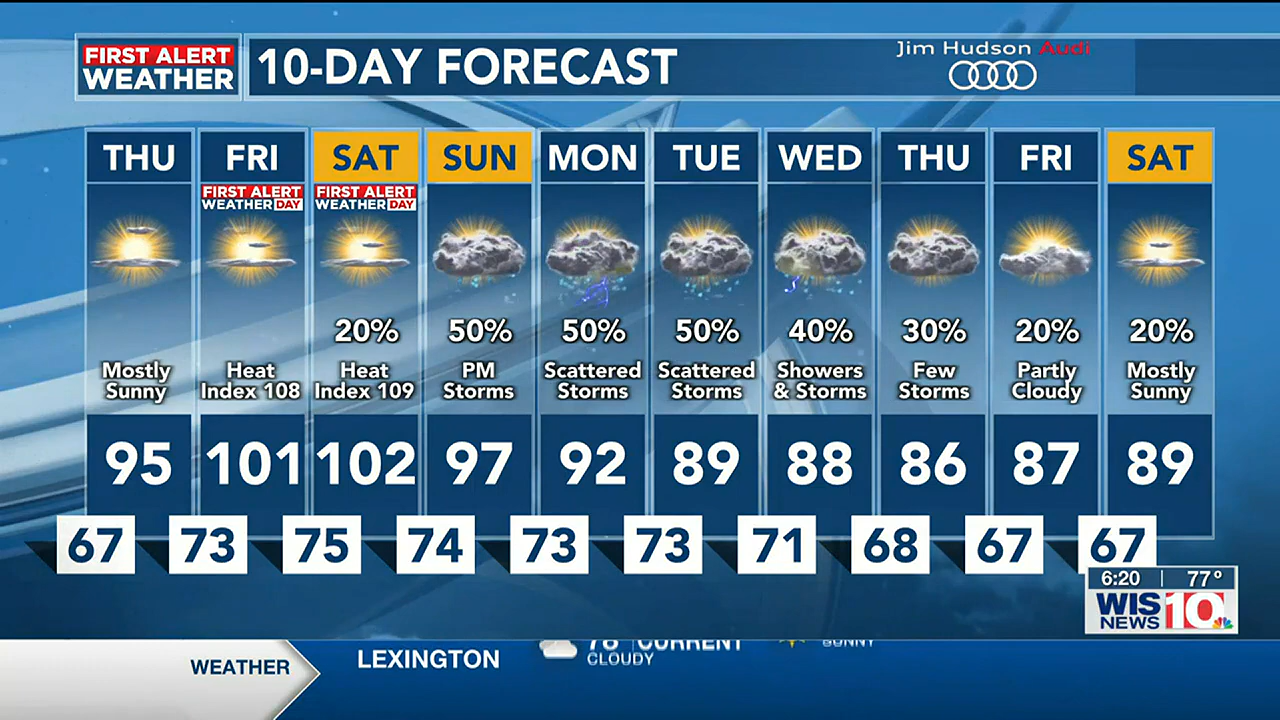 FIRST ALERT
WEATHER
10-DAY FORECAST
Jim Hudson Audi
THU FRI SAT SUN MON TUE WED THU FRI SAT
FIRST ALERT FIRST ALERT
WEATHER DAY WEATHER DAY
20% 50% 50% 50% 40% 30% 20% 20%
Mostly Heat Heat PM Scattered Scattered Showers Few Partly Mostly
Sunny Index 108 Index 109 Storms Storms Storms & Storms Storms Cloudy Sunny
95 101 102 97 92 89 88 86 87 89
67 73 75 74 73 73 71 68 67 67
6:20 | 77°
WIS 10
NEWS
WEATHER
LEXINGTON
78° CURRENT
CLOUDY
SUNNY